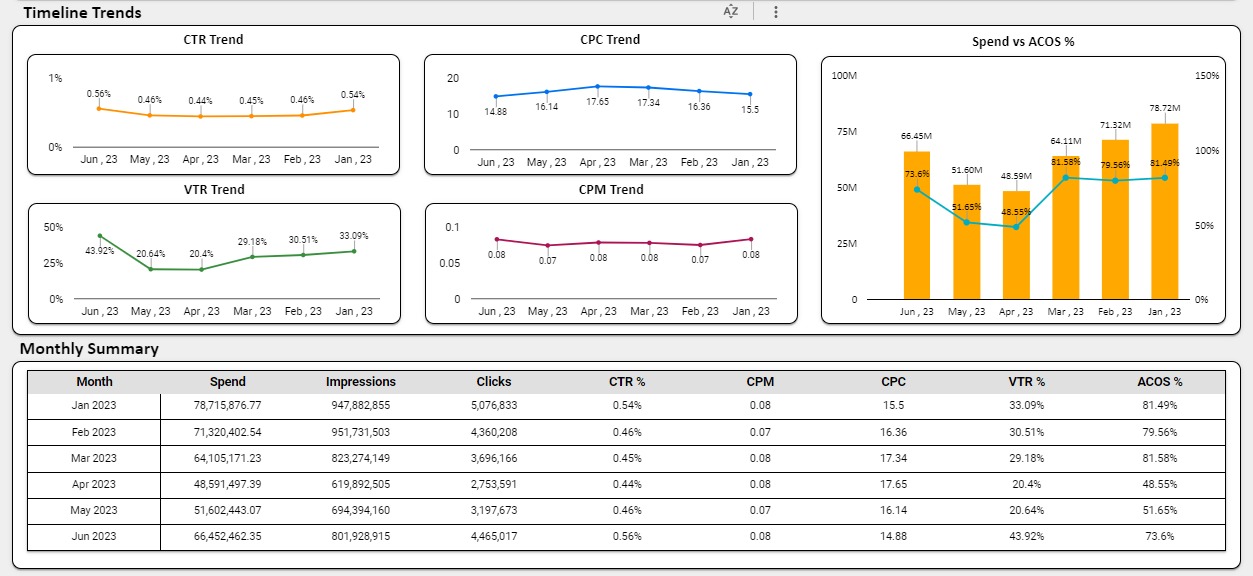 Timeline Trends
AZ
CTR Trend
1%
0.56% 0.46% 0.44% 0.45% 0.46% 0.54%
0%
Jun , 23 May , 23 Apr , 23 Mar , 23 Feb , 23 Jan , 23
CPC Trend
20
10
0
14.88 16.14 17.65 17.34 16.36 15.5
Jun , 23 May , 23 Apr , 23 Mar , 23 Feb , 23 Jan , 23
Spend vs ACOS %
100M
75M
50M
25M
0
150%
100%
50%
0%
66.45M 51.60M 48.59M 64.11M 71.32M 78.72M
73.6% 51.65% 48.55% 81.58% 79.56% 81.49%
Jun , 23 May , 23 Apr , 23 Mar , 23 Feb , 23 Jan , 23
VTR Trend
50%
25%
0%
43.92% 20.64% 20.4% 29.18% 30.51% 33.09%
Jun , 23 May , 23 Apr , 23 Mar , 23 Feb , 23 Jan , 23
CPM Trend
0.1
0.05
0
0.08 0.07 0.08 0.08 0.07 0.08
Jun , 23 May , 23 Apr , 23 Mar , 23 Feb , 23 Jan , 23
Monthly Summary
Month Spend Impressions Clicks CTR % CPM CPC VTR % ACOS %
Jan 2023 78,715,876.77 947,882,855 5,076,833 0.54% 0.08 15.5 33.09% 81.49%
Feb 2023 71,320,402.54 951,731,503 4,360,208 0.46% 0.07 16.36 30.51% 79.56%
Mar 2023 64,105,171.23 823,274,149 3,696,166 0.45% 0.08 17.34 29.18% 81.58%
Apr 2023 48,591,497.39 619,892,505 2,753,591 0.44% 0.08 17.65 20.4% 48.55%
May 2023 51,602,443.07 694,394,160 3,197,673 0.46% 0.07 16.14 20.64% 51.65%
Jun 2023 66,452,462.35 801,928,915 4,465,017 0.56% 0.08 14.88 43.92% 73.6%